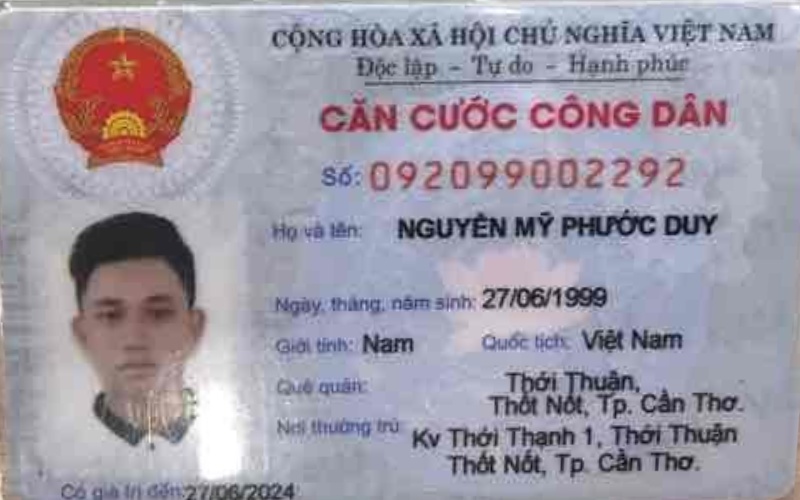 CỘNG HÒA XÃ HỘI CHỦ NGHĨA VIỆT NAM
Độc lập - Tự do - Hạnh phúc
CĂN CƯỚC CÔNG DÂN
Số: 092099002292
Họ và tên: NGUYỄN MỸ PHƯỚC DUY
Ngày, tháng, năm sinh: 27/06/1999
Giới tính: Nam Quốc tịch: Việt Nam
Quê quán: Thới Thuận,
Thốt Nốt, Tp. Cần Thơ.
Nơi thường trú: Kv Thới Thạnh 1, Thới Thuận
Thốt Nốt, Tp. Cần Thơ.
Có giá trị đến: 27/06/2024